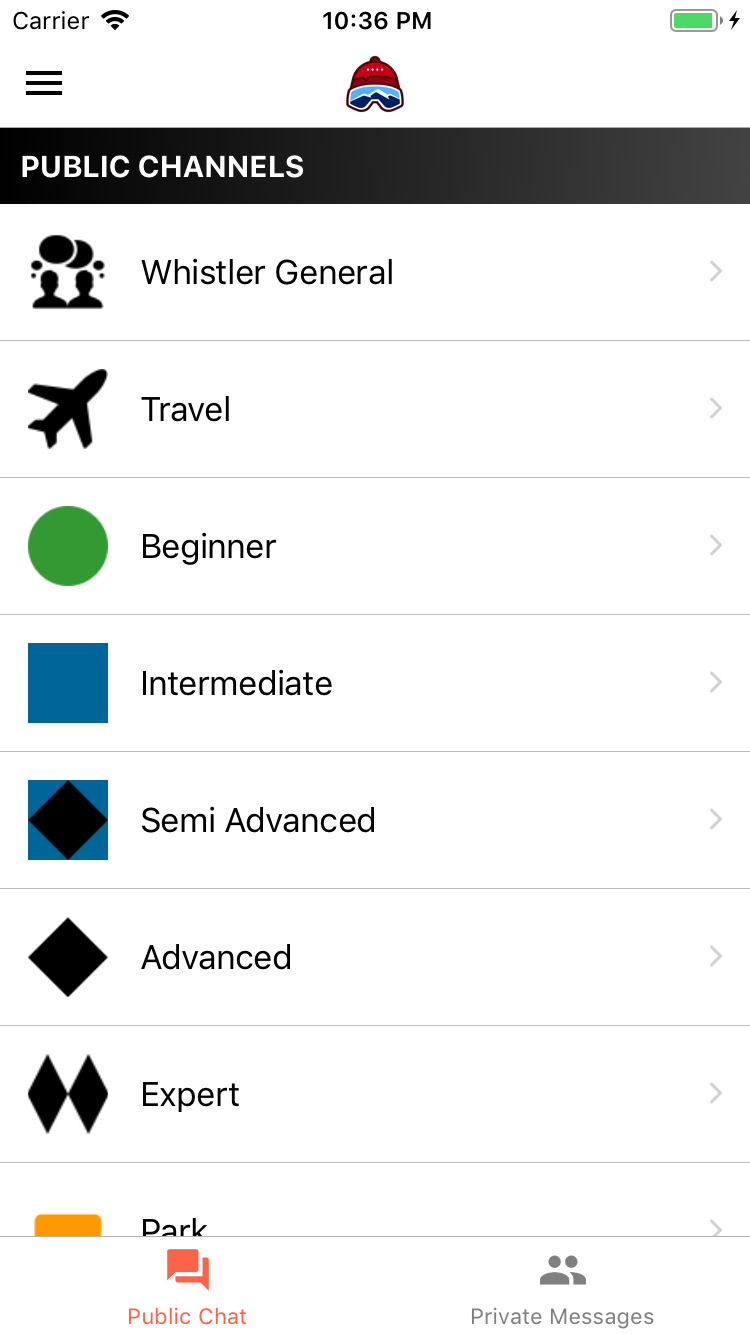 Carrier 10:36 PM
PUBLIC CHANNELS
Whistler General
Travel
Beginner
Intermediate
Semi Advanced
Advanced
Expert
Park
Public Chat Private Messages